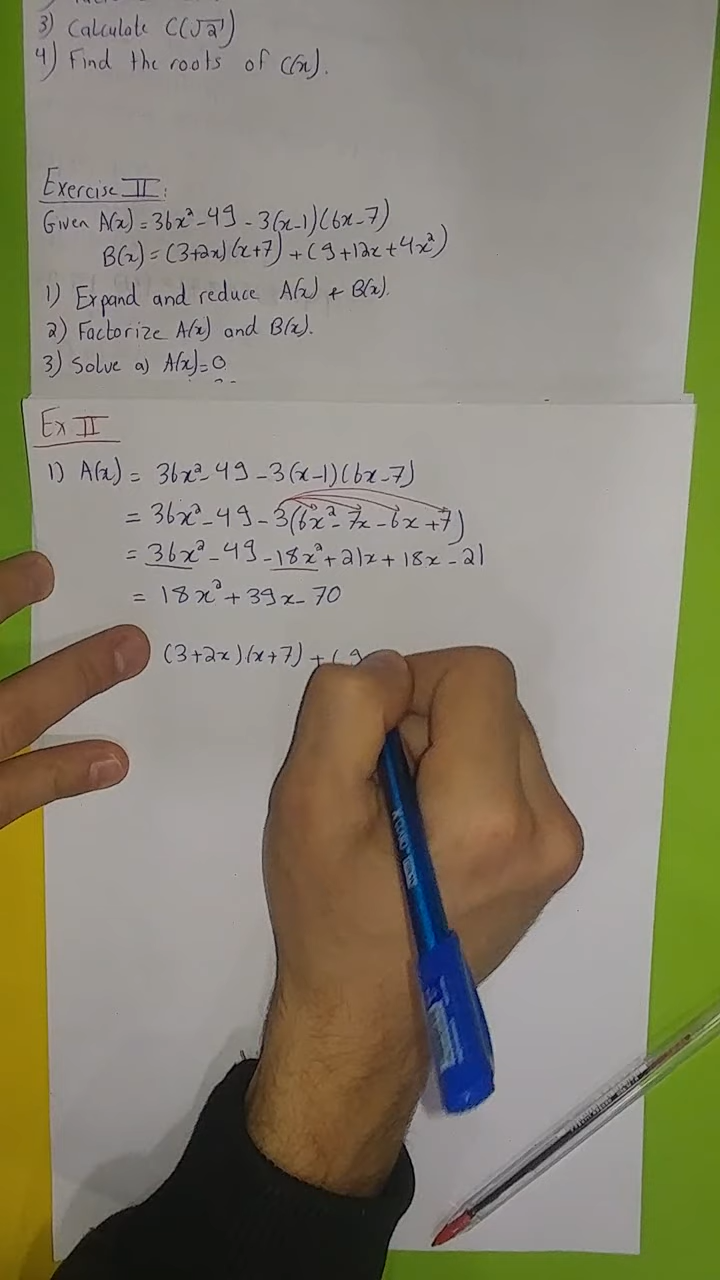 3) Calculate C(√2)
4) Find the roots of C(x).
Exercise II:
Given A(x) = 36x² - 49 - 3(x-1)(6x-7)
B(x) = (3+2x)(x+7) + (9+12x+4x²)
1) Expand and reduce A(x) + B(x).
2) Factorize A(x) and B(x).
3) Solve a) A(x) = 0
Ex II
1) A(x) = 36x² - 49 - 3(x-1)(6x-7)
= 36x² - 49 - 3(6x² - 7x - 6x + 7)
= 36x² - 49 - 18x² + 21x + 18x - 21
= 18x² + 39x - 70
(3+2x)(x+7) + (9